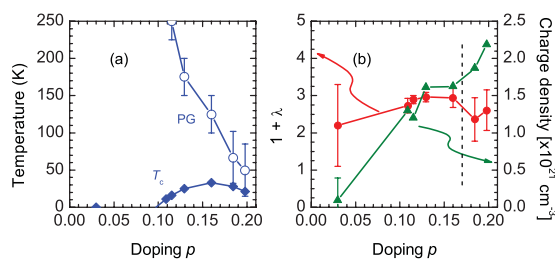 250
200
150
100
50
0
Temperature (K)
(a)
PG
Tc
0.00 0.05 0.10 0.15 0.20
Doping p
5
4
3
2
1
0
1 + λ
(b)
2.5
2.0
1.5
1.0
0.5
0.0
Charge density [x10²¹ cm⁻³]
0.00 0.05 0.10 0.15 0.20
Doping p